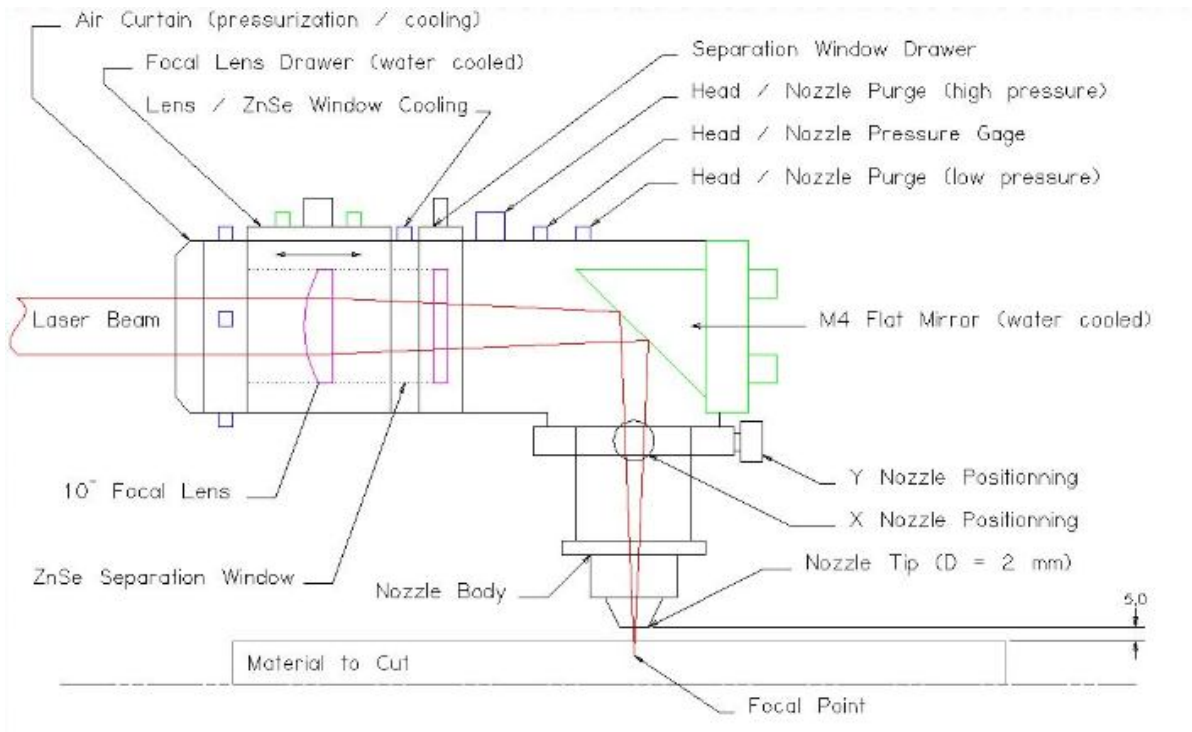 Air Curtain (pressurization / cooling)
Focal Lens Drawer (water cooled)
Lens / ZnSe Window Cooling
Separation Window Drawer
Head / Nozzle Purge (high pressure)
Head / Nozzle Pressure Gage
Head / Nozzle Purge (low pressure)
Laser Beam
M4 Flat Mirror (water cooled)
10" Focal Lens
Y Nozzle Positionning
X Nozzle Positionning
ZnSe Separation Window
Nozzle Body
Nozzle Tip (D = 2 mm)
5,0
Material to Cut
Focal Point